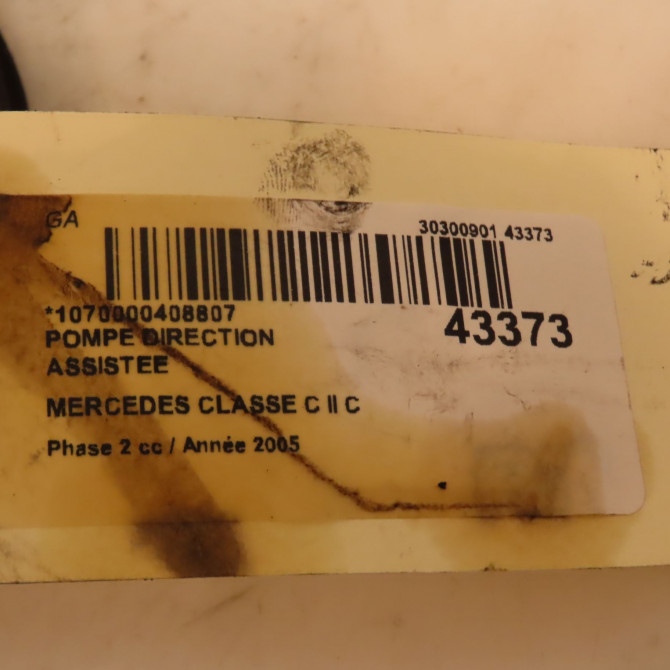 GA
30300901 43373
*1070000408807
43373
POMPE DIRECTION
ASSISTEE
MERCEDES CLASSE C II C
Phase 2 cc / Année 2005